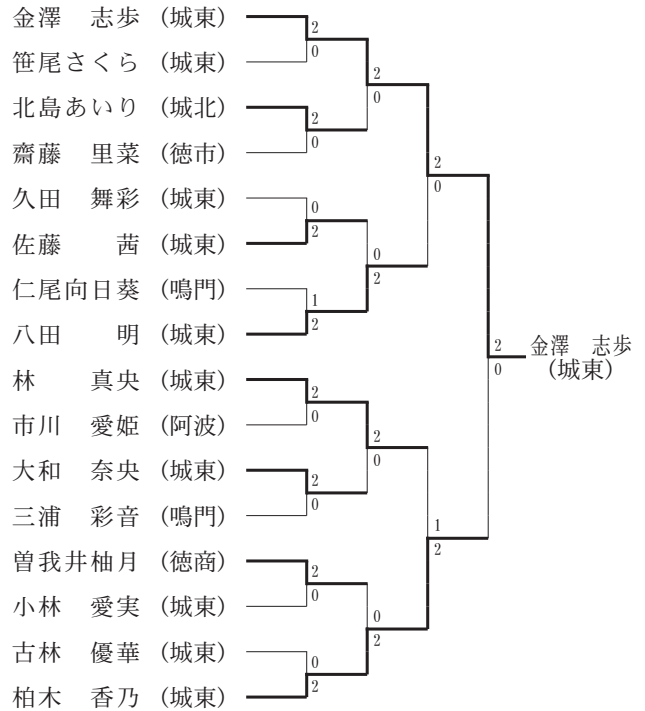 金澤　志歩（城東）
笹尾さくら（城東）
北島あいり（城北）
齋藤　里菜（徳市）
久田　舞彩（城東）
佐藤　　茜（城東）
仁尾向日葵（鳴門）
八田　　明（城東）
林　　真央（城東）
市川　愛姫（阿波）
大和　奈央（城東）
三浦　彩音（鳴門）
曽我井柚月（徳商）
小林　愛実（城東）
古林　優華（城東）
柏木　香乃（城東）
2
0
2
0
0
2
1
2
2
0
2
0
2
0
0
2
2
0
0
2
2
0
0
2
2
0
1
2
2
0
金澤　志歩
（城東）